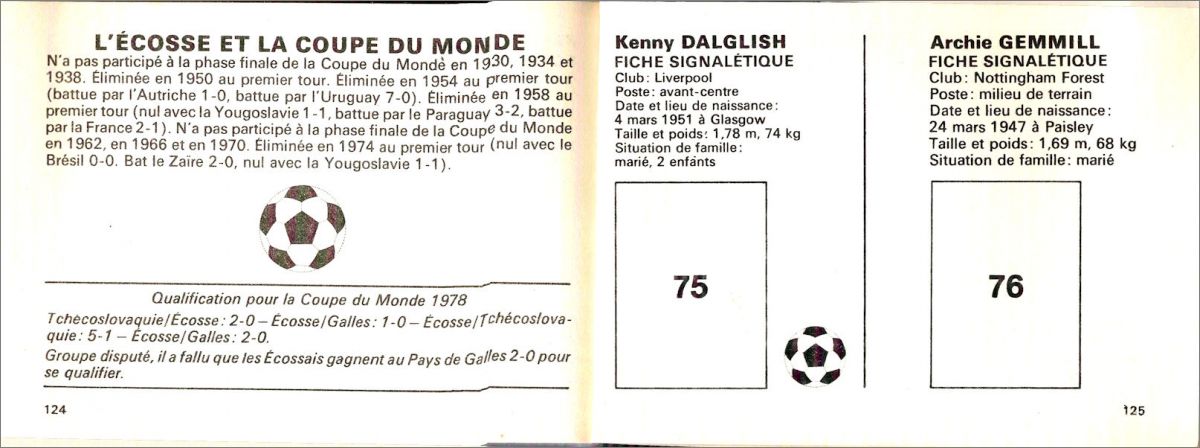 L'ÉCOSSE ET LA COUPE DU MONDE
N'a pas participé à la phase finale de la Coupe du Monde en 1930, 1934 et
1938. Éliminée en 1950 au premier tour. Éliminée en 1954 au premier tour
(battue par l'Autriche 1-0, battue par l'Uruguay 7-0). Éliminée en 1958 au
premier tour (nul avec la Yougoslavie 1-1, battue par le Paraguay 3-2, battue
par la France 2-1). N'a pas participé à la phase finale de la Coupe du Monde
en 1962, en 1966 et en 1970. Éliminée en 1974 au premier tour (nul avec le
Brésil 0-0. Bat le Zaïre 2-0, nul avec la Yougoslavie 1-1).
Qualification pour la Coupe du Monde 1978
Tchécoslovaquie/Écosse: 2-0 – Écosse/Galles: 1-0 – Écosse/Tchécoslova-
quie: 5-1 – Écosse/Galles: 2-0.
Groupe disputé, il a fallu que les Écossais gagnent au Pays de Galles 2-0 pour
se qualifier.
124
Kenny DALGLISH
FICHE SIGNALÉTIQUE
Club: Liverpool
Poste: avant-centre
Date et lieu de naissance:
4 mars 1951 à Glasgow
Taille et poids: 1,78 m, 74 kg
Situation de famille:
marié, 2 enfants
75
Archie GEMMILL
FICHE SIGNALÉTIQUE
Club: Nottingham Forest
Poste: milieu de terrain
Date et lieu de naissance:
24 mars 1947 à Paisley
Taille et poids: 1,69 m, 68 kg
Situation de famille: marié
76
125